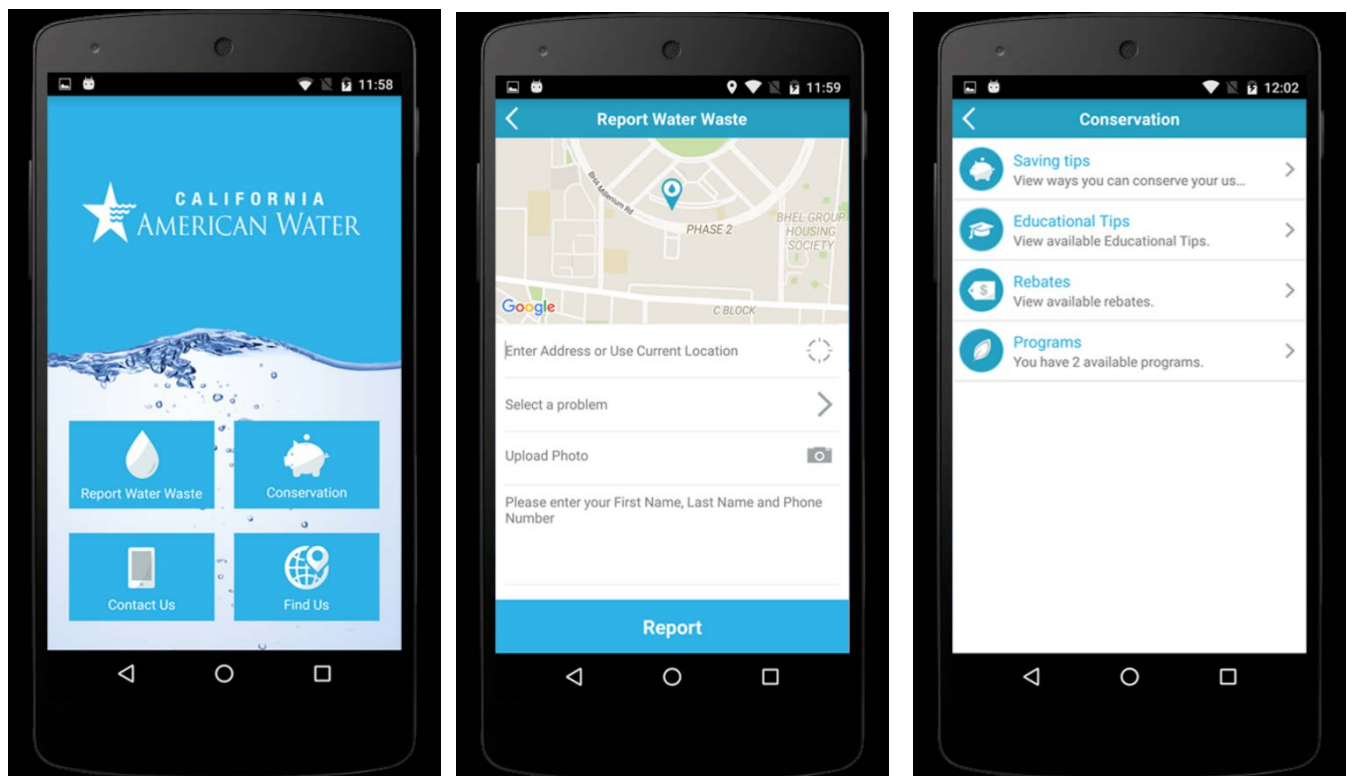 11:58
CALIFORNIA
AMERICAN WATER
Report Water Waste
Conservation
Contact Us
Find Us
11:59
Report Water Waste
BHA Millenium Rd
PHASE 2
BHEL GROUP
HOUSING
SOCIETY
Google
C BLOCK
Enter Address or Use Current Location
Select a problem
Upload Photo
Please enter your First Name, Last Name and Phone
Number
Report
12:02
Conservation
Saving tips
View ways you can conserve your us...
Educational Tips
View available Educational Tips.
$
Rebates
View available rebates.
Programs
You have 2 available programs.